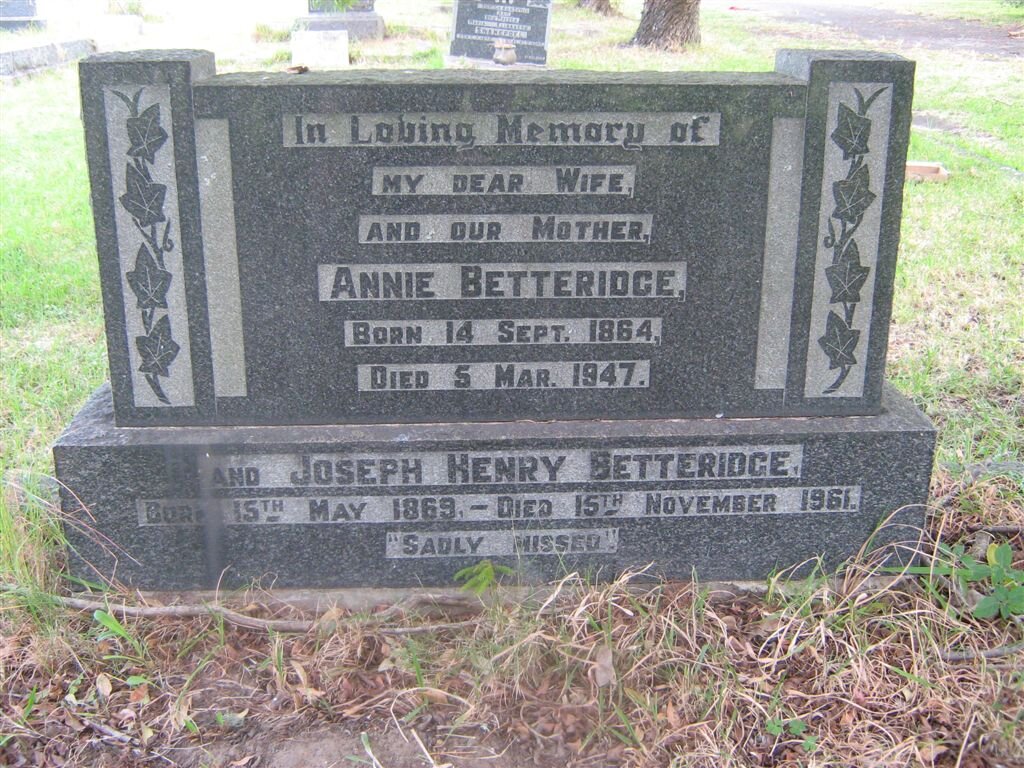 In Loving Memory of
MY DEAR WIFE,
AND OUR MOTHER,
ANNIE BETTERIDGE,
BORN 14 SEPT. 1864,
DIED 5 MAR. 1947.
AND JOSEPH HENRY BETTERIDGE,
BORN 15TH MAY 1869. – DIED 15TH NOVEMBER 1961.
"SADLY MISSED"